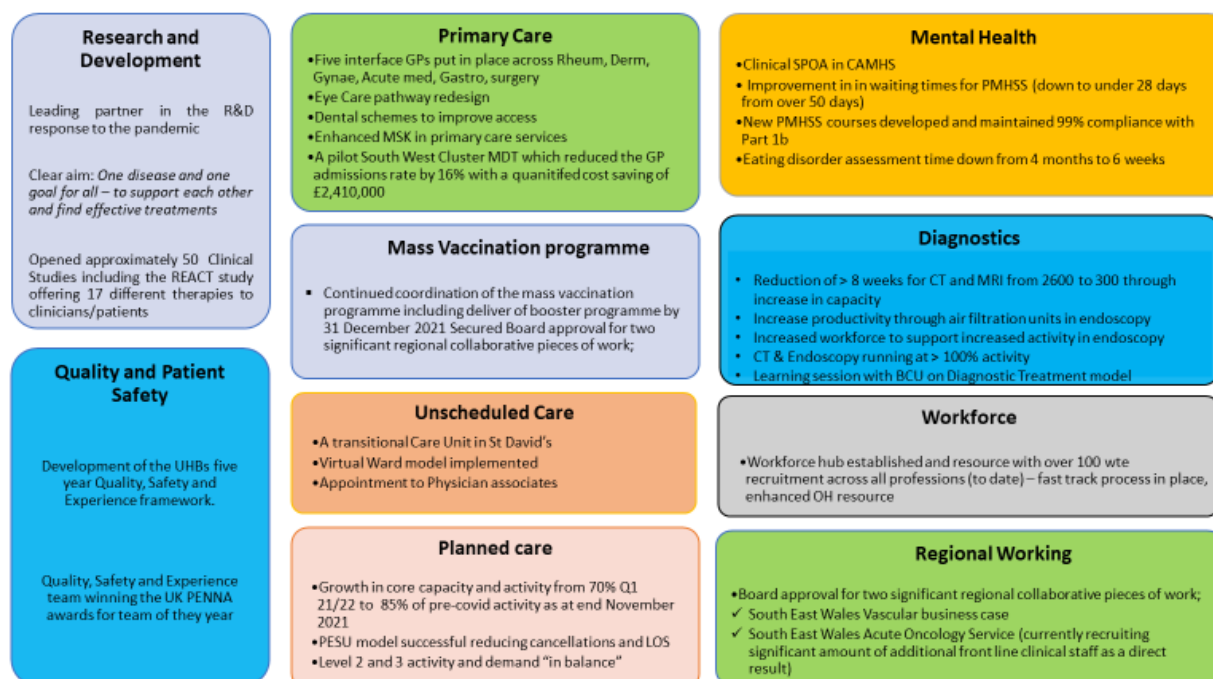 Research and
Development
Leading partner in the R&D
response to the pandemic
Clear aim: One disease and one
goal for all – to support each other
and find effective treatments
Opened approximately 50 Clinical
Studies including the REACT study
offering 17 different therapies to
clinicians/patients
Quality and Patient
Safety
Development of the UHBs five
year Quality, Safety and
Experience framework.
Quality, Safety and Experience
team winning the UK PENNA
awards for team of they year
Primary Care
•Five interface GPs put in place across Rheum, Derm,
Gynae, Acute med, Gastro, surgery
•Eye Care pathway redesign
•Dental schemes to improve access
•Enhanced MSK in primary care services
•A pilot South West Cluster MDT which reduced the GP
admissions rate by 16% with a quanitifed cost saving of
£2,410,000
Mass Vaccination programme
▪ Continued coordination of the mass vaccination
programme including deliver of booster programme by
31 December 2021 Secured Board approval for two
significant regional collaborative pieces of work;
Unscheduled Care
•A transitional Care Unit in St David's
•Virtual Ward model implemented
•Appointment to Physician associates
Planned care
•Growth in core capacity and activity from 70% Q1
21/22 to 85% of pre-covid activity as at end November
2021
•PESU model successful reducing cancellations and LOS
•Level 2 and 3 activity and demand "in balance"
Mental Health
•Clinical SPOA in CAMHS
• Improvement in in waiting times for PMHSS (down to under 28 days
from over 50 days)
•New PMHSS courses developed and maintained 99% compliance with
Part 1b
•Eating disorder assessment time down from 4 months to 6 weeks
Diagnostics
• Reduction of > 8 weeks for CT and MRI from 2600 to 300 through
increase in capacity
• Increase productivity through air filtration units in endoscopy
• Increased workforce to support increased activity in endoscopy
• CT & Endoscopy running at > 100% activity
• Learning session with BCU on Diagnostic Treatment model
Workforce
•Workforce hub established and resource with over 100 wte
recruitment across all professions (to date) – fast track process in place,
enhanced OH resource
Regional Working
•Board approval for two significant regional collaborative pieces of work;
✓ South East Wales Vascular business case
✓ South East Wales Acute Oncology Service (currently recruiting
significant amount of additional front line clinical staff as a direct
result)